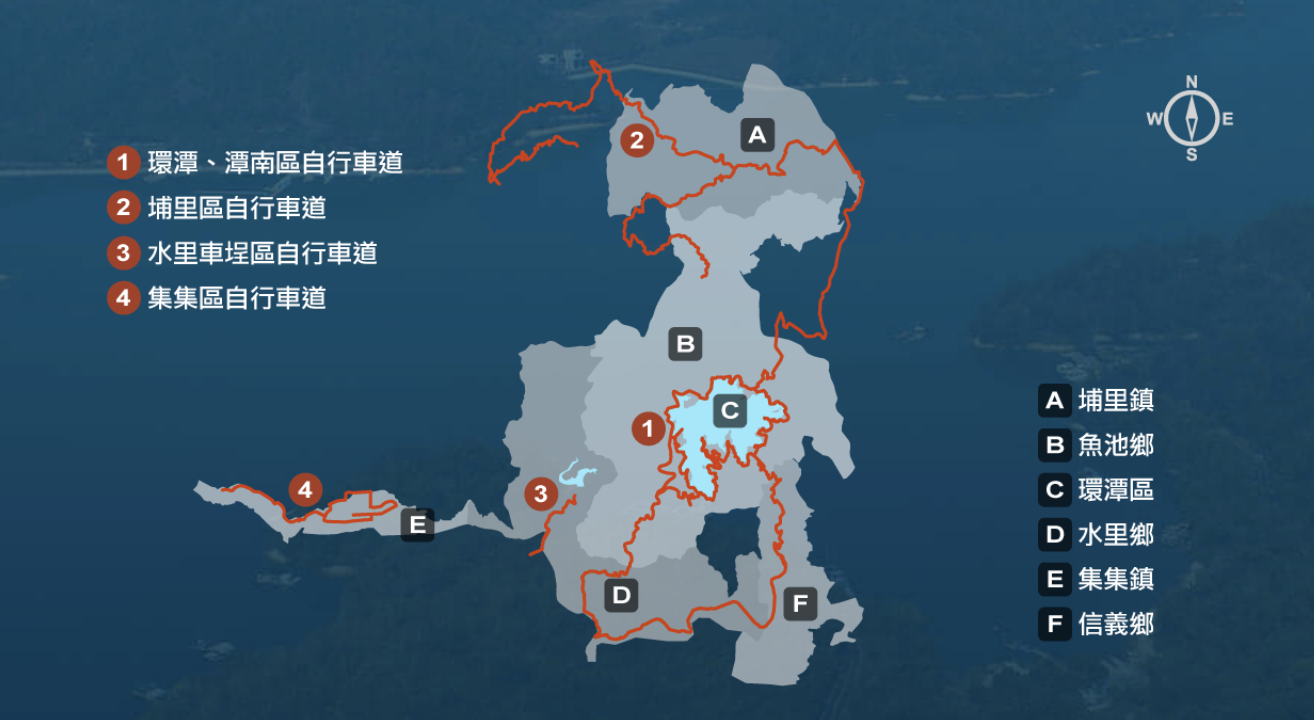 N
W E
S
A
2
1 環潭、潭南區自行車道
2 埔里區自行車道
3 水里車埕區自行車道
4 集集區自行車道
B
C
1
4
3
E
D
F
A 埔里鎮
B 魚池鄉
C 環潭區
D 水里鄉
E 集集鎮
F 信義鄉